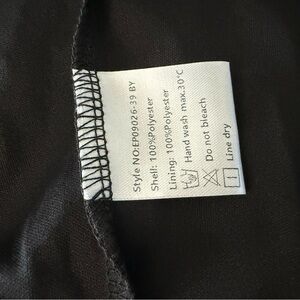 Style NO:EP09026-39 BY
Shell: 100%Polyester
Lining: 100%Polyester
Hand wash max.30°C
Do not bleach
Line dry